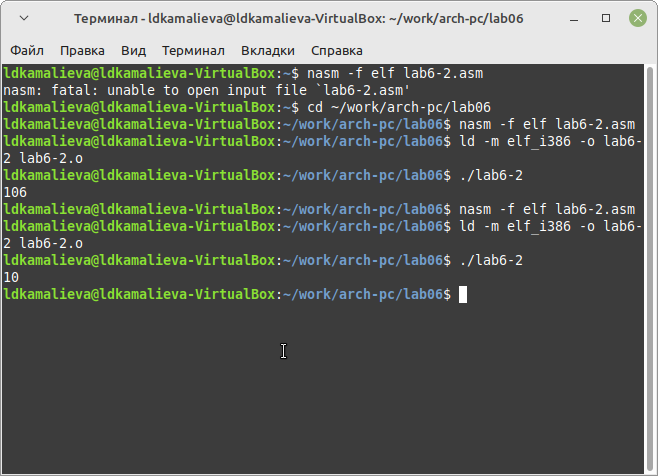 Терминал - ldkamalieva@ldkamalieva-VirtualBox: ~/work/arch-pc/lab06
Файл Правка Вид Терминал Вкладки Справка
ldkamalieva@ldkamalieva-VirtualBox:~$ nasm -f elf lab6-2.asm
nasm: fatal: unable to open input file `lab6-2.asm'
ldkamalieva@ldkamalieva-VirtualBox:~$ cd ~/work/arch-pc/lab06
ldkamalieva@ldkamalieva-VirtualBox:~/work/arch-pc/lab06$ nasm -f elf lab6-2.asm
ldkamalieva@ldkamalieva-VirtualBox:~/work/arch-pc/lab06$ ld -m elf_i386 -o lab6-
2 lab6-2.o
ldkamalieva@ldkamalieva-VirtualBox:~/work/arch-pc/lab06$ ./lab6-2
106
ldkamalieva@ldkamalieva-VirtualBox:~/work/arch-pc/lab06$ nasm -f elf lab6-2.asm
ldkamalieva@ldkamalieva-VirtualBox:~/work/arch-pc/lab06$ ld -m elf_i386 -o lab6-
2 lab6-2.o
ldkamalieva@ldkamalieva-VirtualBox:~/work/arch-pc/lab06$ ./lab6-2
10
ldkamalieva@ldkamalieva-VirtualBox:~/work/arch-pc/lab06$